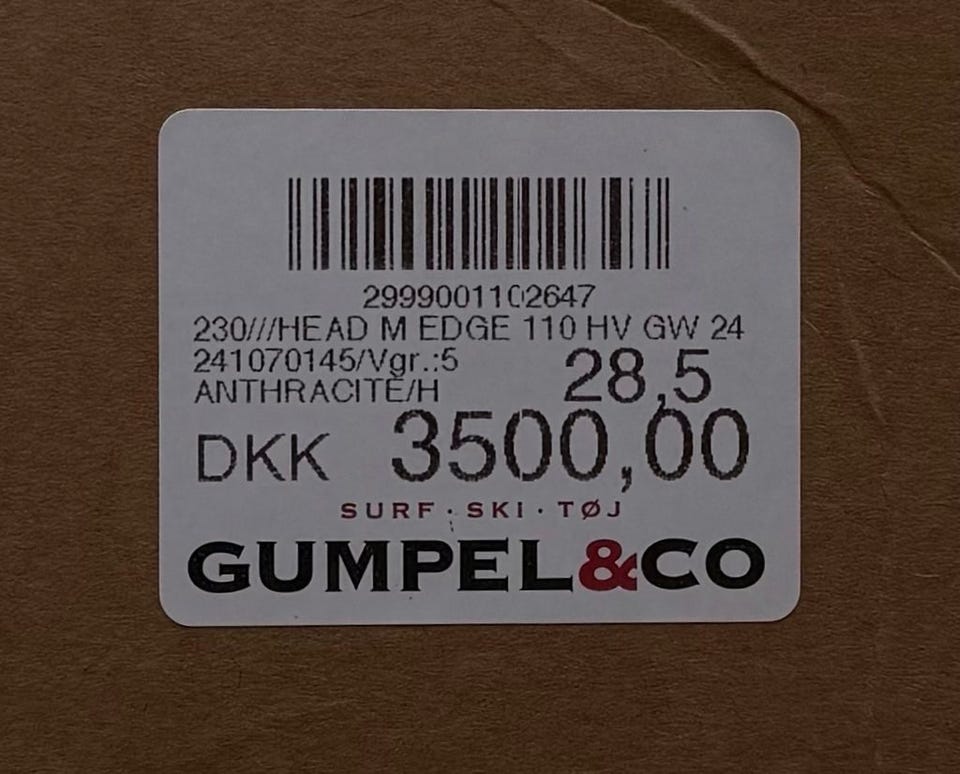 2999001102647
230///HEAD M EDGE 110 HV GW 24
241070145/Vgr.:5
28,5
ANTHRACITE/H
DKK 3500,00
SURF · SKI · TØJ
GUMPEL&CO